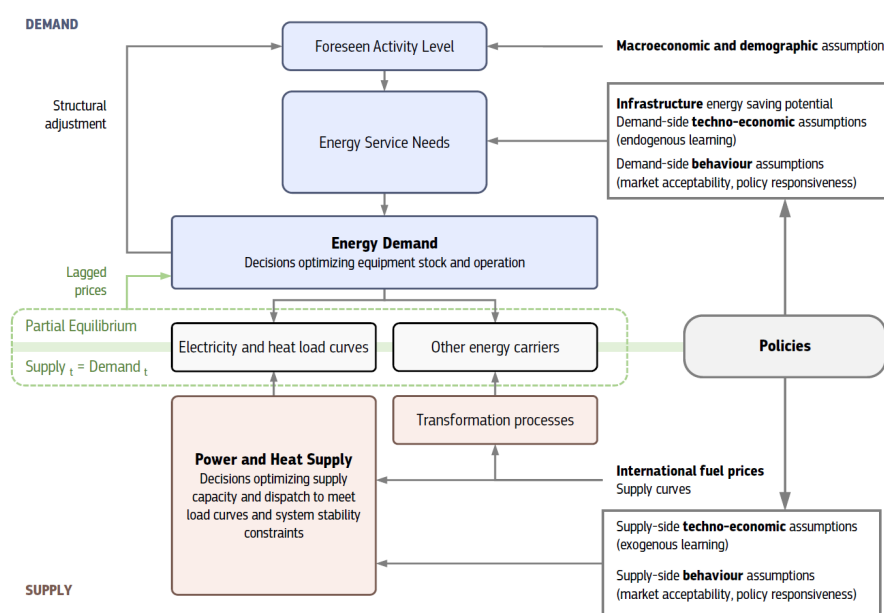 DEMAND
Foreseen Activity Level
Macroeconomic and demographic assumption
Structural
adjustment
Infrastructure energy saving potential
Demand-side techno-economic assumptions
(endogenous learning)
Demand-side behaviour assumptions
(market acceptability, policy responsiveness)
Energy Service Needs
Energy Demand
Decisions optimizing equipment stock and operation
Lagged
prices
Partial Equilibrium
Supply t = Demand t
Electricity and heat load curves
Other energy carriers
Policies
Transformation processes
Power and Heat Supply
Decisions optimizing supply
capacity and dispatch to meet
load curves and system stability
constraints
International fuel prices
Supply curves
Supply-side techno-economic assumptions
(exogenous learning)
Supply-side behaviour assumptions
(market acceptability, policy responsiveness)
SUPPLY